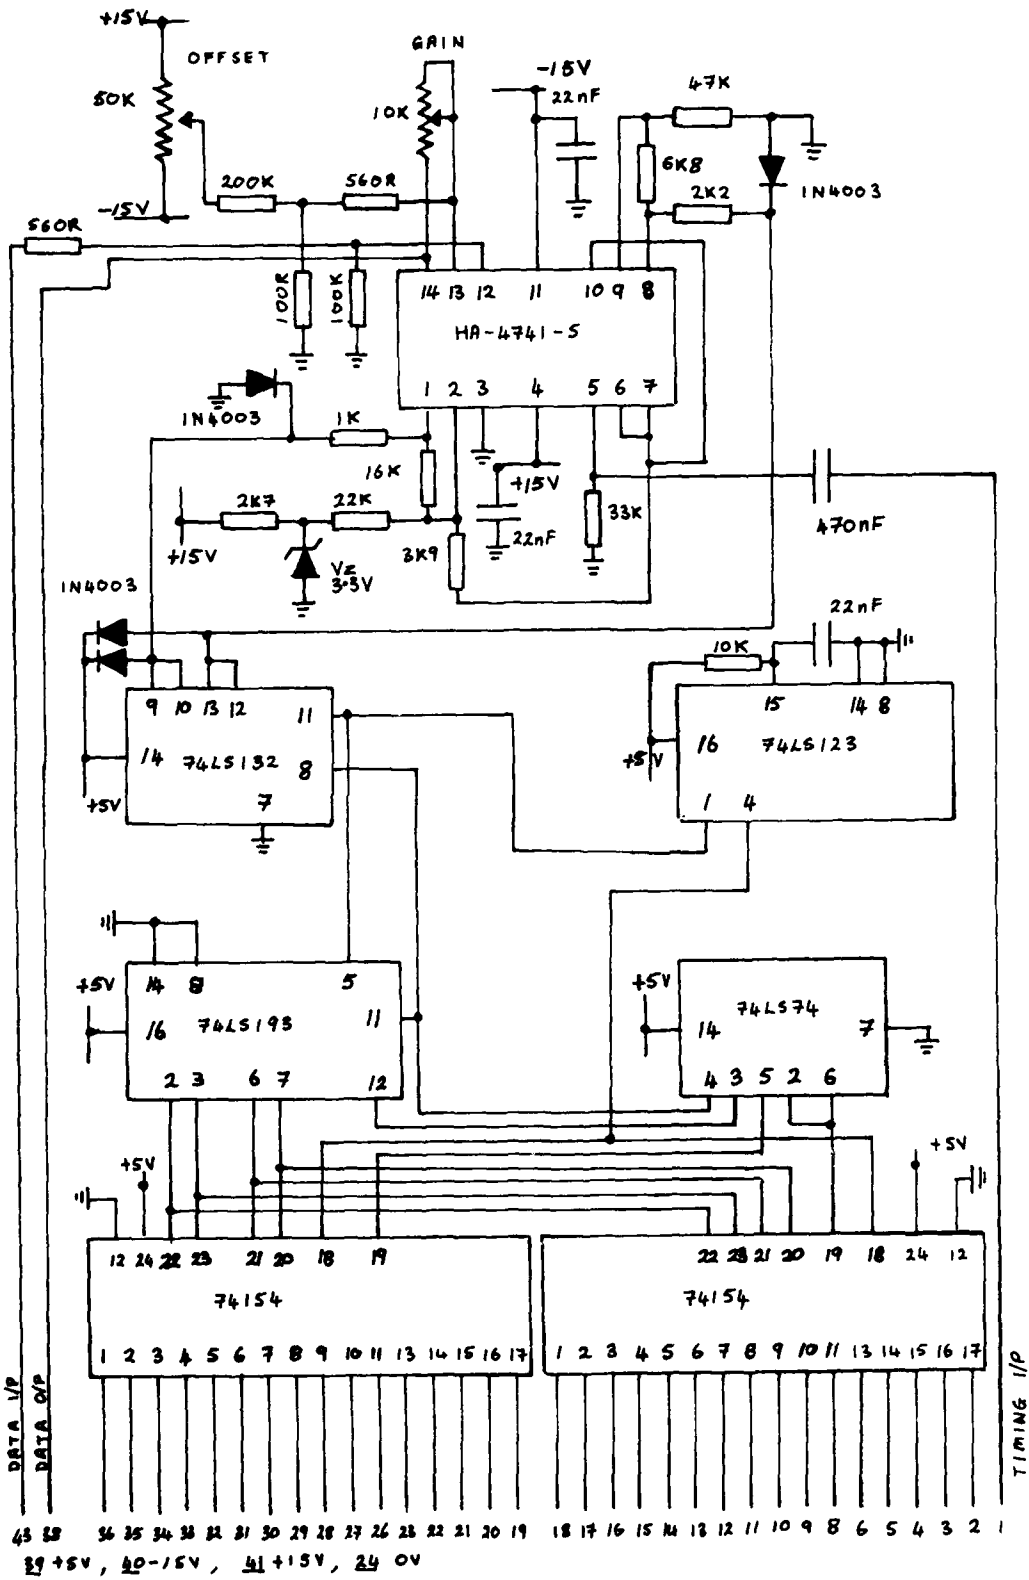 +15V
OFFSET
GAIN
50K
10K
-15V
22nF
47K
6K8
2K2
1N4003
200K
560R
-15V
560R
100R
100K
14 13 12 11 10 9 8
HA-4741-5
1 2 3 4 5 6 7
1N4003
1K
16K
+15V
2K7
22K
+15V
VZ
3.3V
3K9
22nF
33K
470nF
1N4003
22nF
10K
9 10 13 12
11
14
74LS132
8
7
+5V
15 14 8
+5V
16
74LS123
1 4
14 8 5
+5V
16
74LS193
11
2 3 6 7 12
+5V
14
74LS74
7
4 3 5 2 6
+5V
+5V
12 24 22 23 21 20 18 19
74154
1 2 3 4 5 6 7 8 9 10 11 13 14 15 16 17
22 23 21 20 19 18 24 12
74154
1 2 3 4 5 6 7 8 9 10 11 13 14 15 16 17
DATA I/P
DATA O/P
TIMING I/P
43 38 36 35 34 33 32 31 30 29 28 27 26 23 22 21 20 19 18 17 16 15 14 13 12 11 10 9 8 6 5 4 3 2 1
39 +5V, 40 -15V, 41 +15V, 24 0V